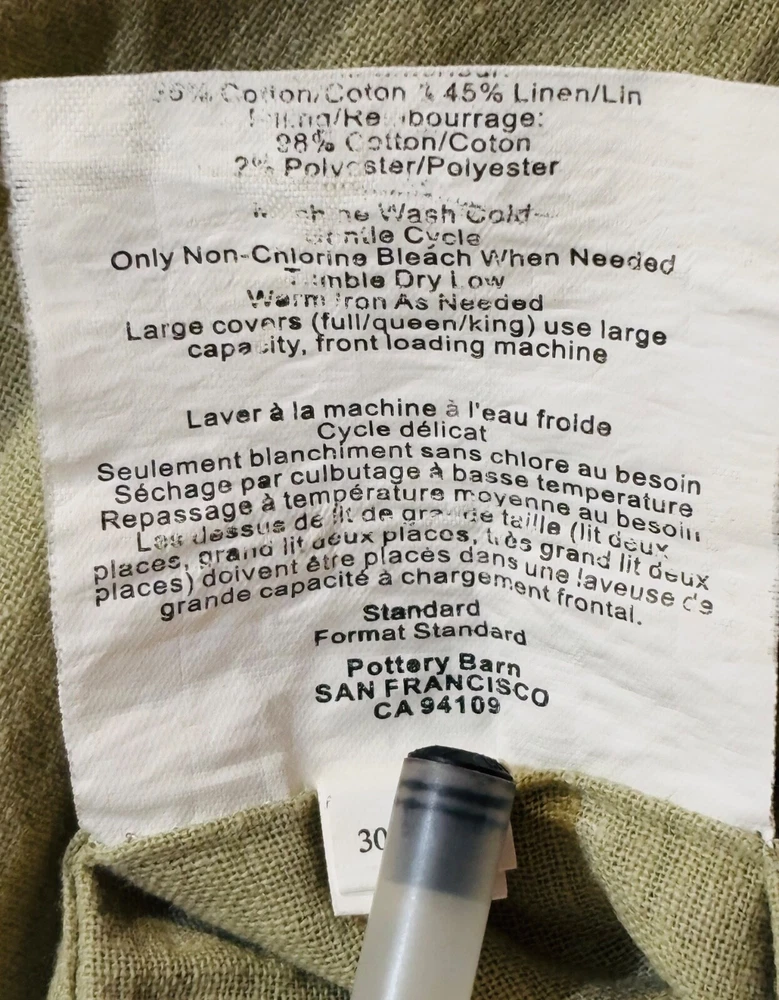 Cotton/Coton & 45% Linen/Lin
98% Cotton/Coton
2% Polyester/Polyester
Machine Wash Cold
Gentle Cycle
Only Non-Chlorine Bleach When Needed
Tumble Dry Low
Warm Iron As Needed
Large covers (full/queen/king) use large
capacity, front loading machine
Laver à la machine à l'eau froide
Cycle délicat
Seulement blanchiment sans chlore au besoin
Séchage par culbutage à basse temperature
Repassage à température moyenne au besoin
Les dessus de lit de grande taille (lit deux
places, grand lit deux places, très grand lit deux
places) doivent être placés dans une laveuse de
grande capacité à chargement frontal.
Standard
Format Standard
Pottery Barn
SAN FRANCISCO
CA 94109
30